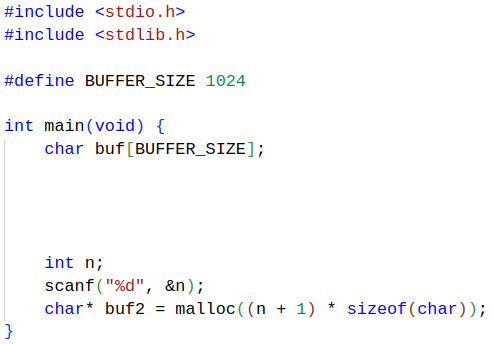 #include <stdio.h>
#include <stdlib.h>
#define BUFFER_SIZE 1024
int main(void) {
    char buf[BUFFER_SIZE];
    int n;
    scanf("%d", &n);
    char* buf2 = malloc((n + 1) * sizeof(char));
}